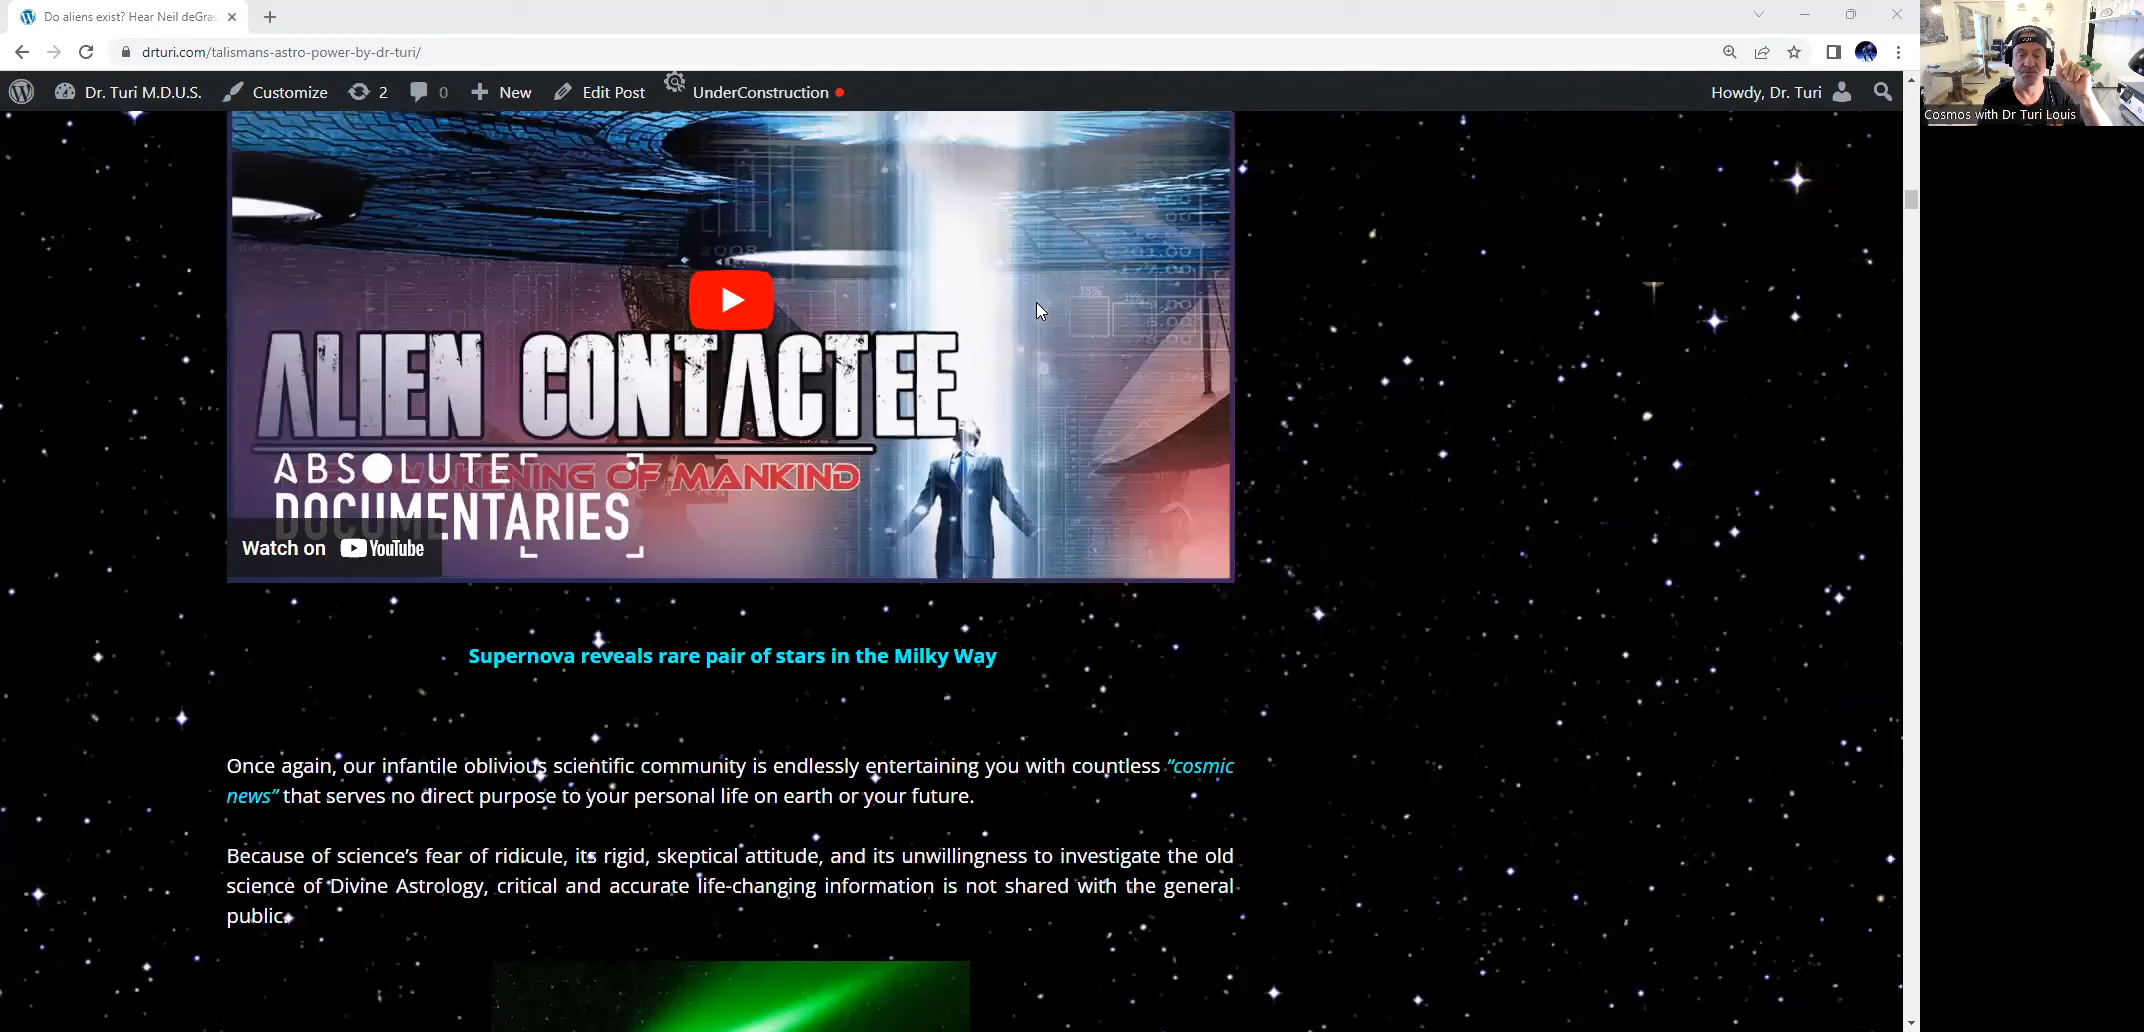 Do aliens exist? Hear Neil deGras
drturi.com/talismans-astro-power-by-dr-turi/
Dr. Turi M.D.U.S. Customize 2 0 New Edit Post UnderConstruction Howdy, Dr. Turi
Cosmos with Dr Turi Louis
2008
ALIEN CONTACTEE
ABSOLUTE
OF MANKIND
DOCUMENTARIES
Watch on YouTube
Supernova reveals rare pair of stars in the Milky Way
Once again, our infantile oblivious scientific community is endlessly entertaining you with countless “cosmic
news” that serves no direct purpose to your personal life on earth or your future.
Because of science’s fear of ridicule, its rigid, skeptical attitude, and its unwillingness to investigate the old
science of Divine Astrology, critical and accurate life-changing information is not shared with the general
public.